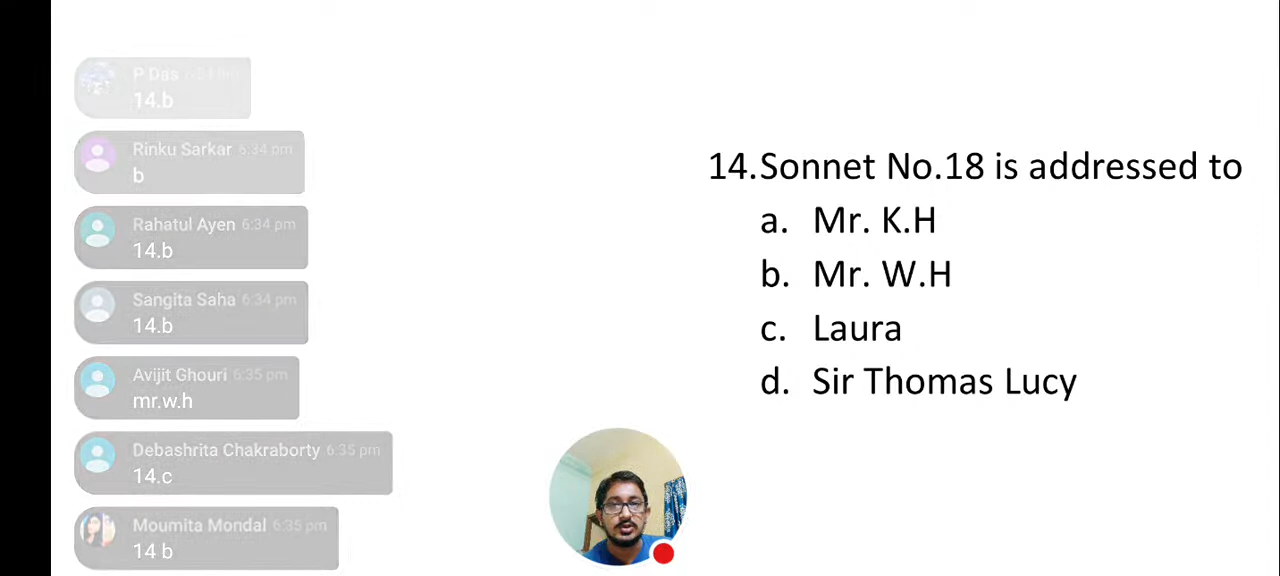 P Das
14.b
Rinku Sarkar 6:34 pm
b
Rahatul Ayen 6:34 pm
14.b
Sangita Saha 6:34 pm
14.b
Avijit Ghouri 6:35 pm
mr.w.h
Debashrita Chakraborty 6:35 pm
14.c
Moumita Mondal 6:35 pm
14 b
14.Sonnet No.18 is addressed to
a. Mr. K.H
b. Mr. W.H
c. Laura
d. Sir Thomas Lucy